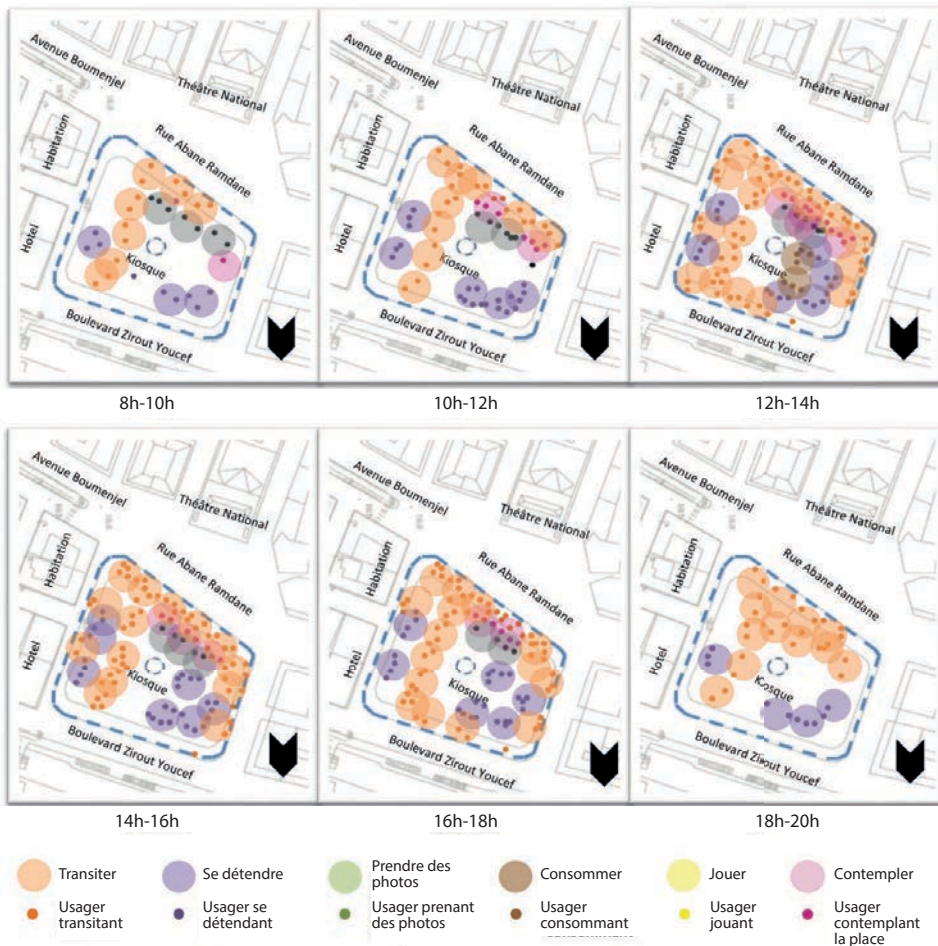 Avenue Boumenjel
Théâtre National
Habitation
Rue Abane Ramdane
Hotel
Kiosque
Boulevard Zirout Youcef
8h-10h
Avenue Boumenjel
Théâtre National
Habitation
Rue Abane Ramdane
Hotel
Kiosque
Boulevard Zirout Youcef
10h-12h
Avenue Boumenjel
Théâtre National
Habitation
Rue Abane Ramdane
Hotel
Kiosque
Boulevard Zirout Youcef
12h-14h
Avenue Boumenjel
Théâtre National
Habitation
Rue Abane Ramdane
Hotel
Kiosque
Boulevard Zirout Youcef
14h-16h
Avenue Boumenjel
Théâtre National
Habitation
Rue Abane Ramdane
Hotel
Kiosque
Boulevard Zirout Youcef
16h-18h
Avenue Boumenjel
Théâtre National
Habitation
Rue Abane Ramdane
Hotel
Kiosque
Boulevard Zirout Youcef
18h-20h
Transiter
Se détendre
Prendre des
photos
Consommer
Jouer
Contempler
Usager
transitant
Usager se
détendant
Usager prenant
des photos
Usager
consommant
Usager
jouant
Usager
contemplant
la place